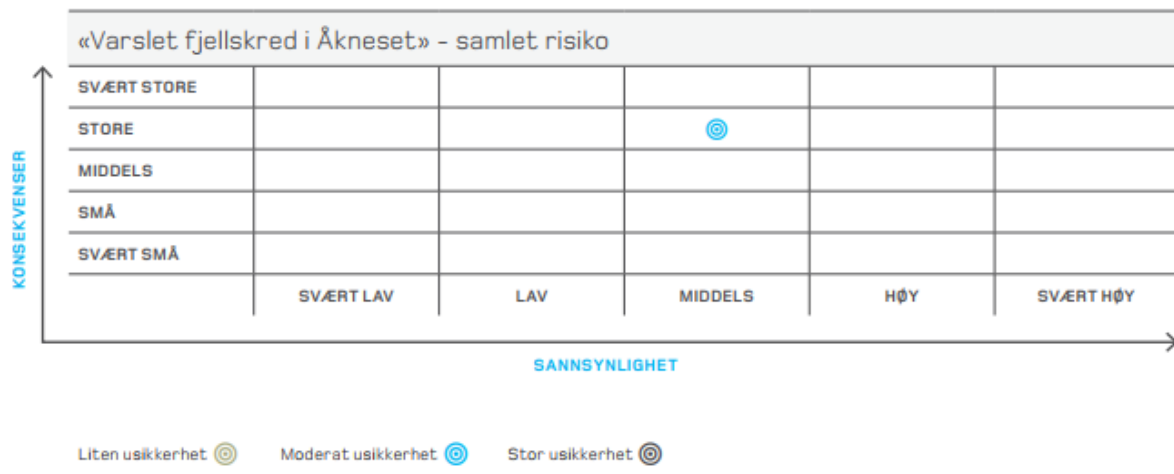 «Varslet fjellskred i Åkneset» - samlet risiko
KONSEKVENSER
SVÆRT STORE
STORE
MIDDELS
SMÅ
SVÆRT SMÅ
SVÆRT LAV LAV MIDDELS HØY SVÆRT HØY
SANNSYNLIGHET
Liten usikkerhet Moderat usikkerhet Stor usikkerhet